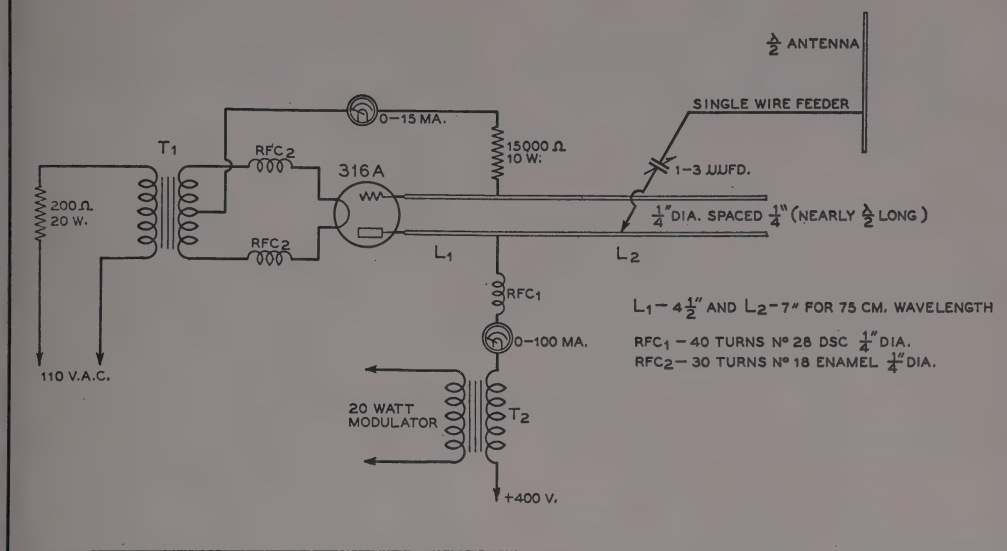 λ/2 ANTENNA
SINGLE WIRE FEEDER
0-15 MA.
15000 Ω
10 W.
1-3 µµFD.
T1
RFC2
316A
200 Ω
20 W.
1/4" DIA. SPACED 1/4" (NEARLY λ/2 LONG)
RFC2
L1
L2
RFC1
L1- 4 1/2" AND L2- 7" FOR 75 CM. WAVELENGTH
0-100 MA.
RFC1 - 40 TURNS Nº 28 DSC 1/4" DIA.
RFC2- 30 TURNS Nº 18 ENAMEL 1/4" DIA.
110 V.A.C.
20 WATT
MODULATOR
T2
+400 V.